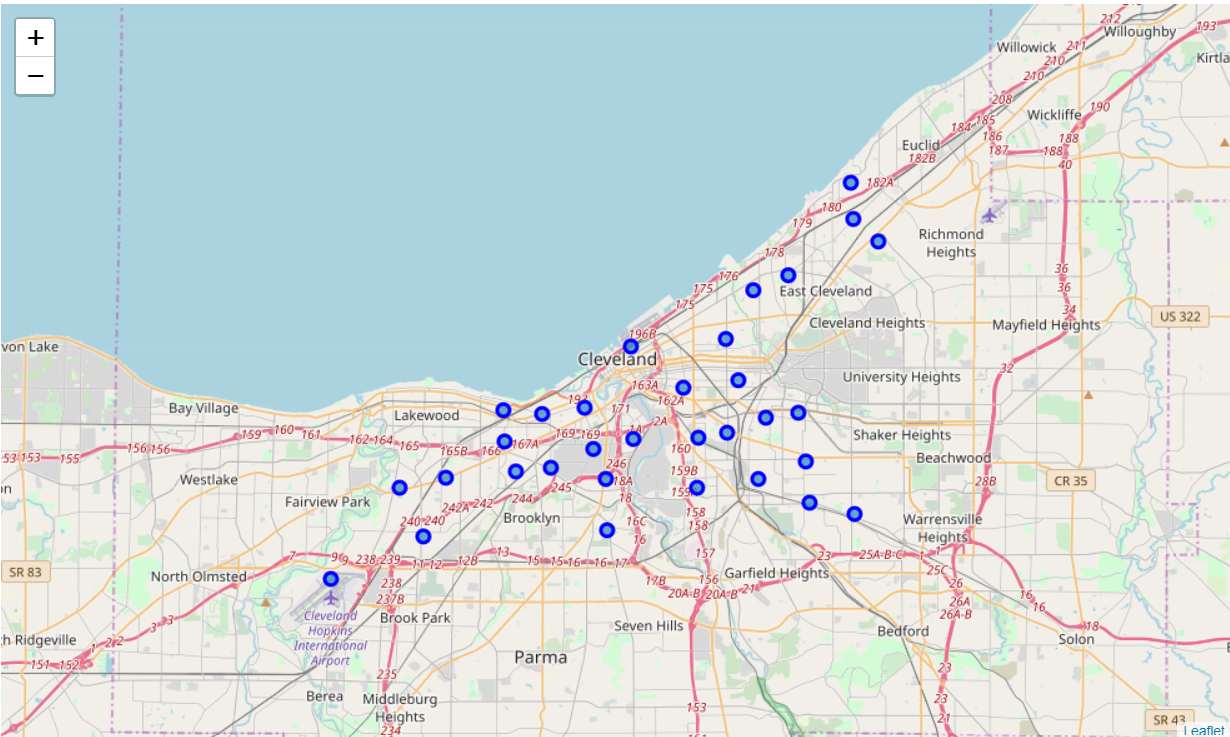 +
−
212
Willoughby
193
Willowick
211
210
210
Kirtla
208
190
Wickliffe
184
185
186
188
Euclid
187
188
182B
40
182A
180
179
Richmond
Heights
178
36
176
36
175
East Cleveland
34
175
US 322
Cleveland Heights
Mayfield Heights
196B
von Lake
Cleveland
32
University Heights
163A
193
162A
Bay Village
Lakewood
171
2A
159
160
161
162-164
165
169
169
1A
Shaker Heights
156
156
165B
166
167A
160
53
153
155
Beachwood
246
159B
Westlake
18A
CR 35
28B
245
on
244
18
Fairview Park
242A
242
158
Brooklyn
16C
158
Warrensville
Heights
240
240
16
7
9
9
238
239
13
157
23
25A-B-C
1
11-12
12B
15
15
16
16
17
SR 83
North Olmsted
238
17B
156
Garfield Heights
25C
237B
20A-B
20A-B
21
26
16
16
26A
26A-B
Cleveland
Hopkins
International
Airport
Brook Park
3
3
Seven Hills
18
Bedford
Solon
th Ridgeville
1
2
2
151
152
Parma
23
235
Berea
Middleburg
Heights
23
153
21
SR 43
234
Leaflet